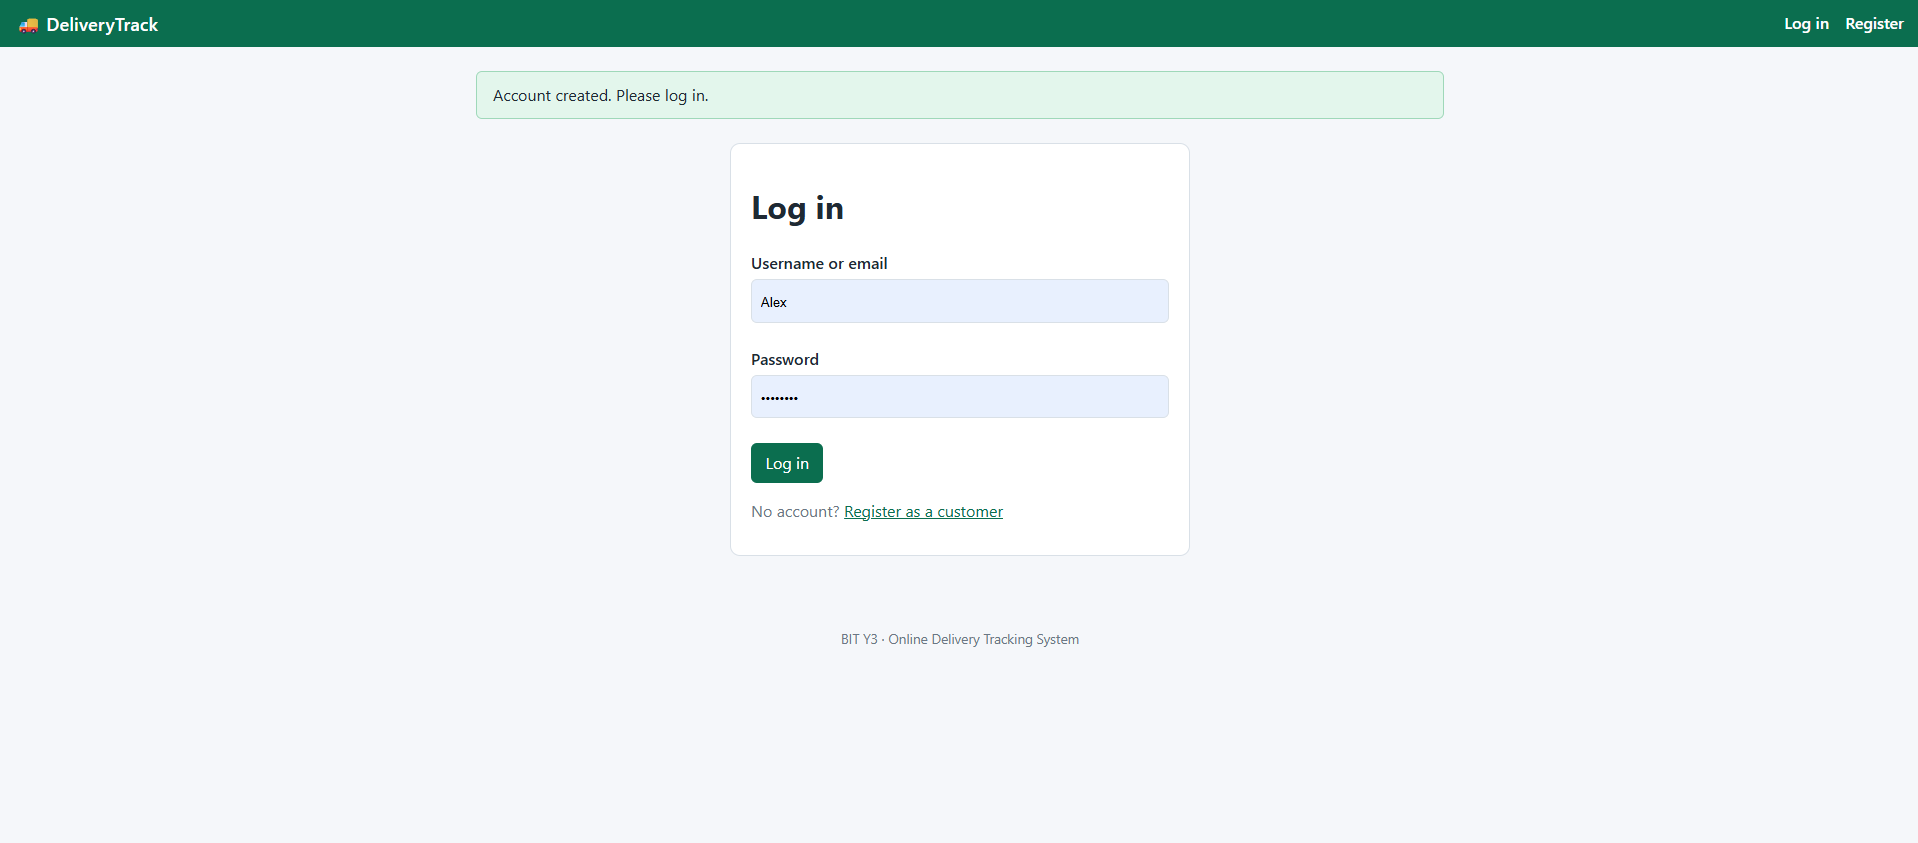 DeliveryTrack
Log in Register
Account created. Please log in.
Log in
Username or email
Alex
Password
••••••••
Log in
No account? Register as a customer
BIT Y3 · Online Delivery Tracking System